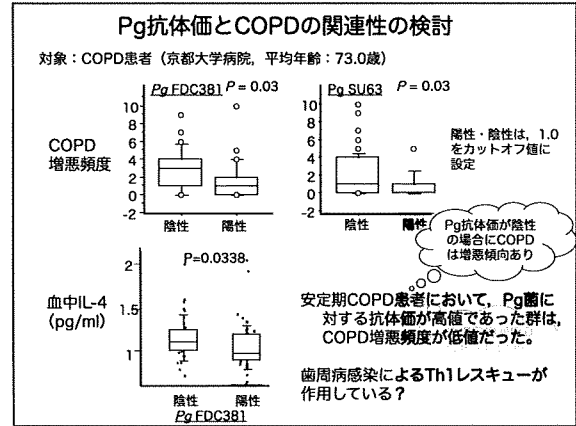 Pg抗体価とCOPDの関連性の検討
対象：COPD患者（京都大学病院，平均年齢：73.0歳）
Pg FDC381 P = 0.03
10
8
6
4
2
0
-2
COPD
増悪頻度
陰性 陽性
Pg SU63 P = 0.03
10
8
6
4
2
0
-2
陰性 陽性
陽性・陰性は，1.0
をカットオフ値に
設定
Pg抗体価が陰性
の場合にCOPD
は増悪傾向あり
P=0.0338
2
1.5
1
血中IL-4
（pg/ml）
陰性 陽性
Pg FDC381
安定期COPD患者において，Pg菌に
対する抗体価が高値であった群は，
COPD増悪頻度が低値だった。
歯周病感染によるTh1レスキューが
作用している？